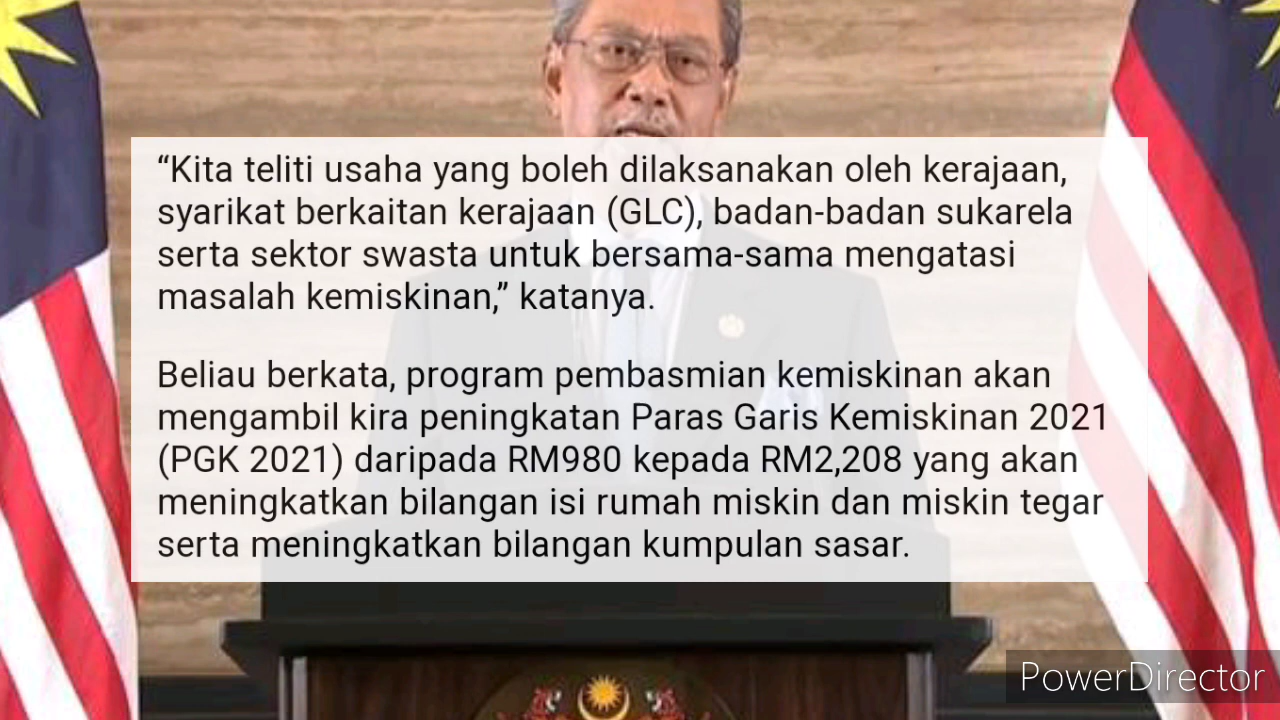 “Kita teliti usaha yang boleh dilaksanakan oleh kerajaan,
syarikat berkaitan kerajaan (GLC), badan-badan sukarela
serta sektor swasta untuk bersama-sama mengatasi
masalah kemiskinan,” katanya.
Beliau berkata, program pembasmian kemiskinan akan
mengambil kira peningkatan Paras Garis Kemiskinan 2021
(PGK 2021) daripada RM980 kepada RM2,208 yang akan
meningkatkan bilangan isi rumah miskin dan miskin tegar
serta meningkatkan bilangan kumpulan sasar.
PowerDirector